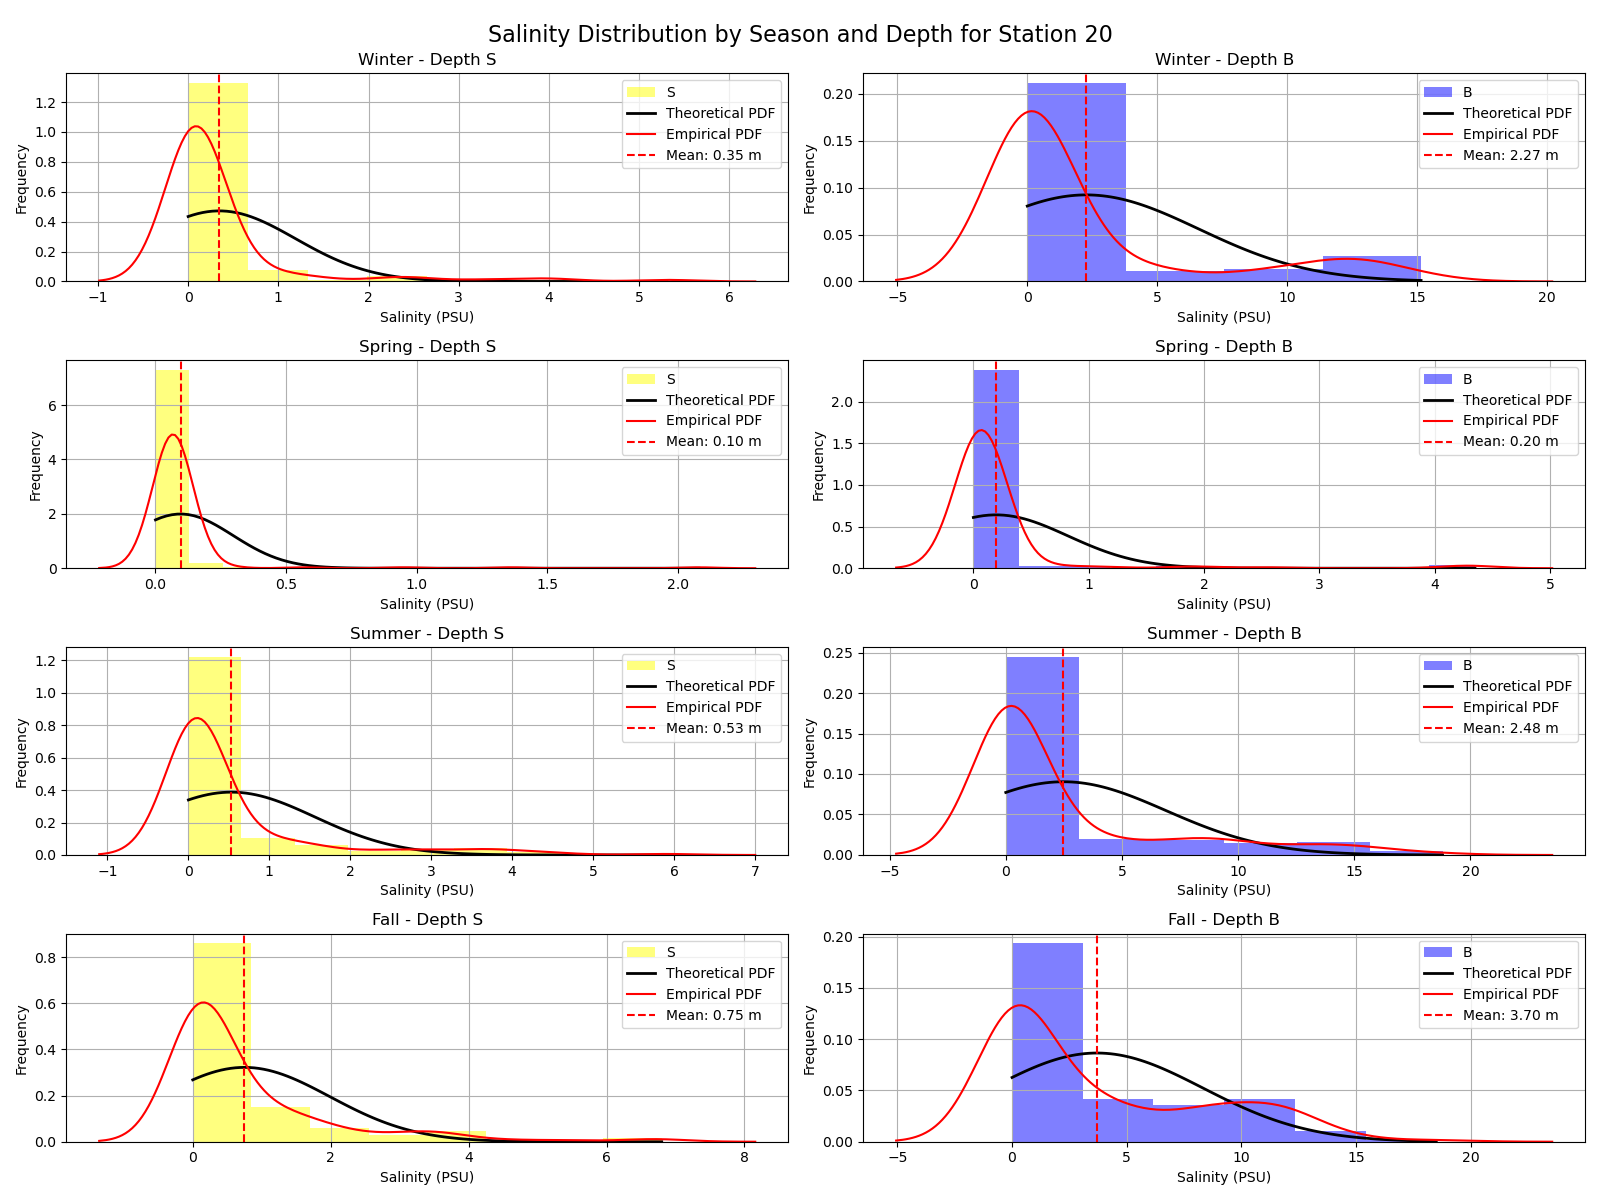 Salinity Distribution by Season and Depth for Station 20
Winter - Depth S
Frequency
1.2
1.0
0.8
0.6
0.4
0.2
0.0
−1 0 1 2 3 4 5 6
Salinity (PSU)
S
Theoretical PDF
Empirical PDF
Mean: 0.35 m
Winter - Depth B
Frequency
0.20
0.15
0.10
0.05
0.00
−5 0 5 10 15 20
Salinity (PSU)
B
Theoretical PDF
Empirical PDF
Mean: 2.27 m
Spring - Depth S
Frequency
6
4
2
0
0.0 0.5 1.0 1.5 2.0
Salinity (PSU)
S
Theoretical PDF
Empirical PDF
Mean: 0.10 m
Spring - Depth B
Frequency
2.0
1.5
1.0
0.5
0.0
0 1 2 3 4 5
Salinity (PSU)
B
Theoretical PDF
Empirical PDF
Mean: 0.20 m
Summer - Depth S
Frequency
1.2
1.0
0.8
0.6
0.4
0.2
0.0
−1 0 1 2 3 4 5 6 7
Salinity (PSU)
S
Theoretical PDF
Empirical PDF
Mean: 0.53 m
Summer - Depth B
Frequency
0.25
0.20
0.15
0.10
0.05
0.00
−5 0 5 10 15 20
Salinity (PSU)
B
Theoretical PDF
Empirical PDF
Mean: 2.48 m
Fall - Depth S
Frequency
0.8
0.6
0.4
0.2
0.0
0 2 4 6 8
Salinity (PSU)
S
Theoretical PDF
Empirical PDF
Mean: 0.75 m
Fall - Depth B
Frequency
0.20
0.15
0.10
0.05
0.00
−5 0 5 10 15 20
Salinity (PSU)
B
Theoretical PDF
Empirical PDF
Mean: 3.70 m